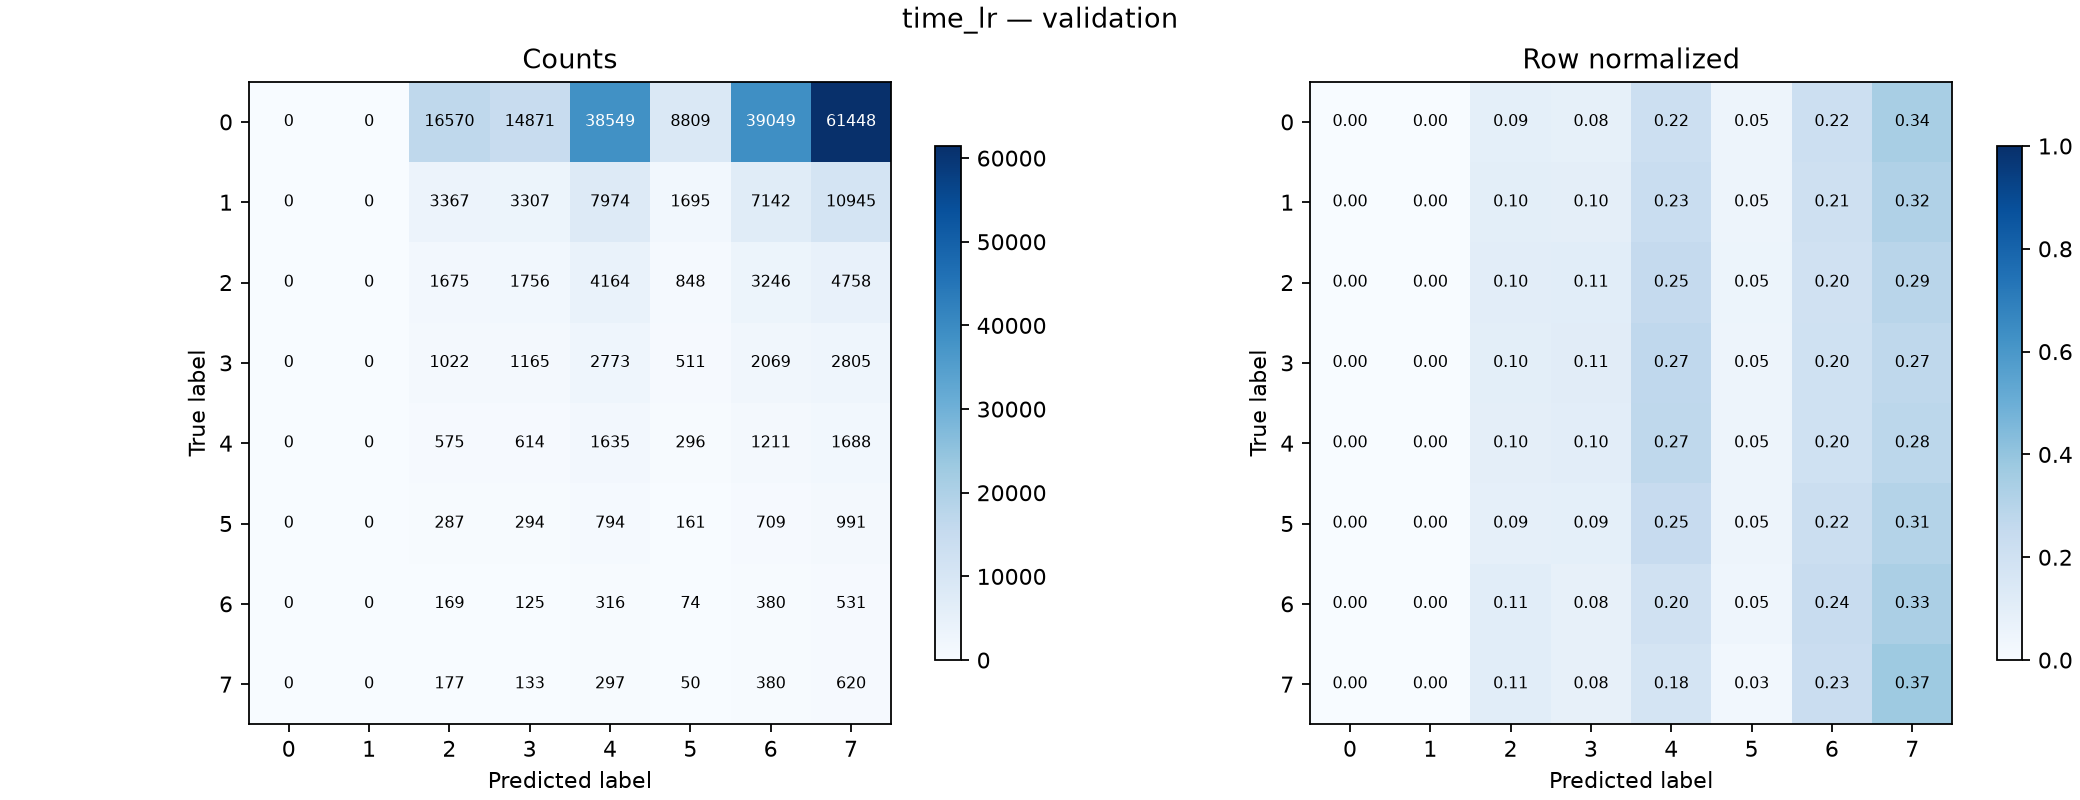 time_lr — validation
Counts
Row normalized
True label
0 0 0 16570 14871 38549 8809 39049 61448
1 0 0 3367 3307 7974 1695 7142 10945
2 0 0 1675 1756 4164 848 3246 4758
3 0 0 1022 1165 2773 511 2069 2805
4 0 0 575 614 1635 296 1211 1688
5 0 0 287 294 794 161 709 991
6 0 0 169 125 316 74 380 531
7 0 0 177 133 297 50 380 620
0 1 2 3 4 5 6 7
Predicted label
60000
50000
40000
30000
20000
10000
0
True label
0 0.00 0.00 0.09 0.08 0.22 0.05 0.22 0.34
1 0.00 0.00 0.10 0.10 0.23 0.05 0.21 0.32
2 0.00 0.00 0.10 0.11 0.25 0.05 0.20 0.29
3 0.00 0.00 0.10 0.11 0.27 0.05 0.20 0.27
4 0.00 0.00 0.10 0.10 0.27 0.05 0.20 0.28
5 0.00 0.00 0.09 0.09 0.25 0.05 0.22 0.31
6 0.00 0.00 0.11 0.08 0.20 0.05 0.24 0.33
7 0.00 0.00 0.11 0.08 0.18 0.03 0.23 0.37
0 1 2 3 4 5 6 7
Predicted label
1.0
0.8
0.6
0.4
0.2
0.0